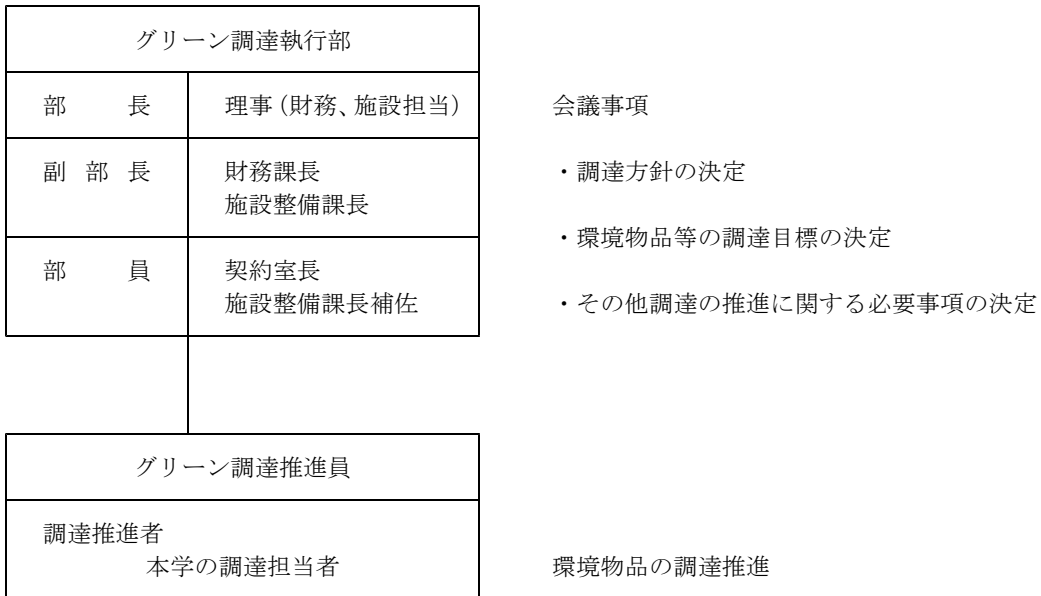 グリーン調達執行部
部　　長　理事（財務、施設担当）　会議事項
副　部　長　財務課長　・調達方針の決定
施設整備課長
・環境物品等の調達目標の決定
部　　員　契約室長
施設整備課長補佐　・その他調達の推進に関する必要事項の決定
グリーン調達推進員
調達推進者
本学の調達担当者　環境物品の調達推進